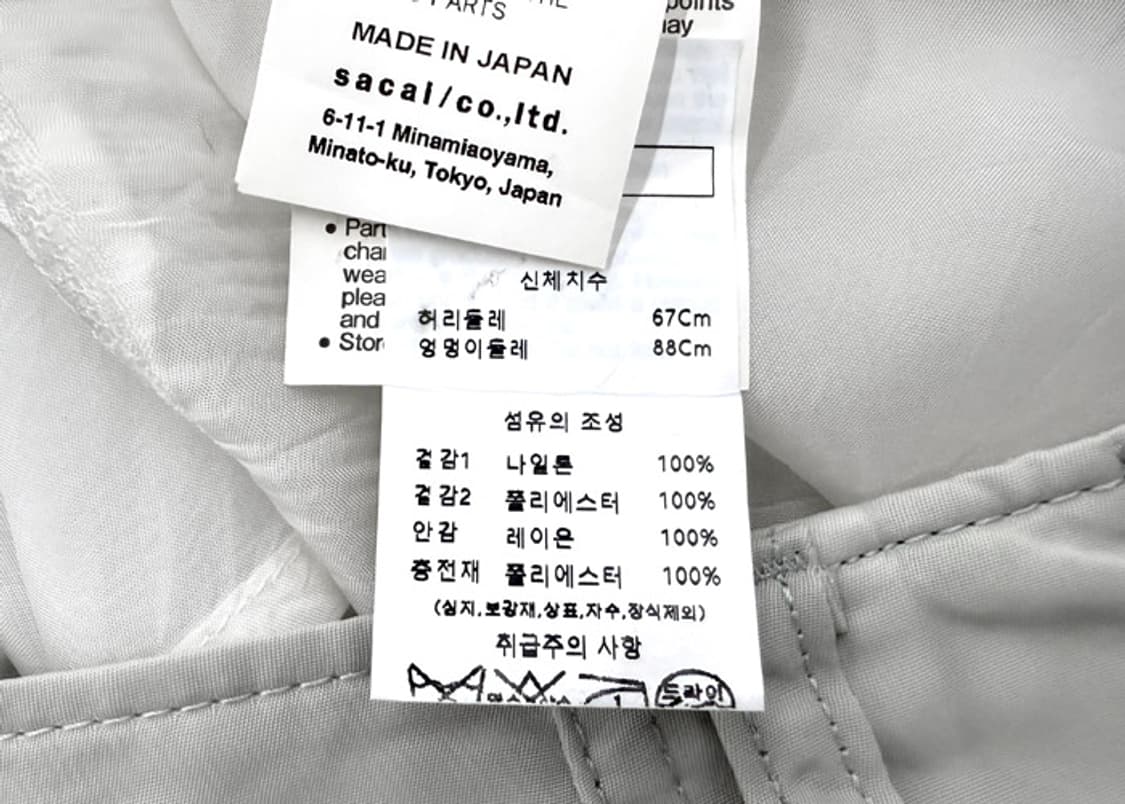 PARTS
MADE IN JAPAN
sacai/co.,ltd.
6-11-1 Minamiaoyama,
Minato-ku, Tokyo, Japan
points
신체치수
허리둘레 67Cm
엉덩이둘레 88Cm
and
섬유의 조성
겉감1 나일론 100%
겉감2 폴리에스터 100%
안감 레이온 100%
충전재 폴리에스터 100%
(심지,보강재,상표,자수,장식제외)
취급주의 사항
드라이